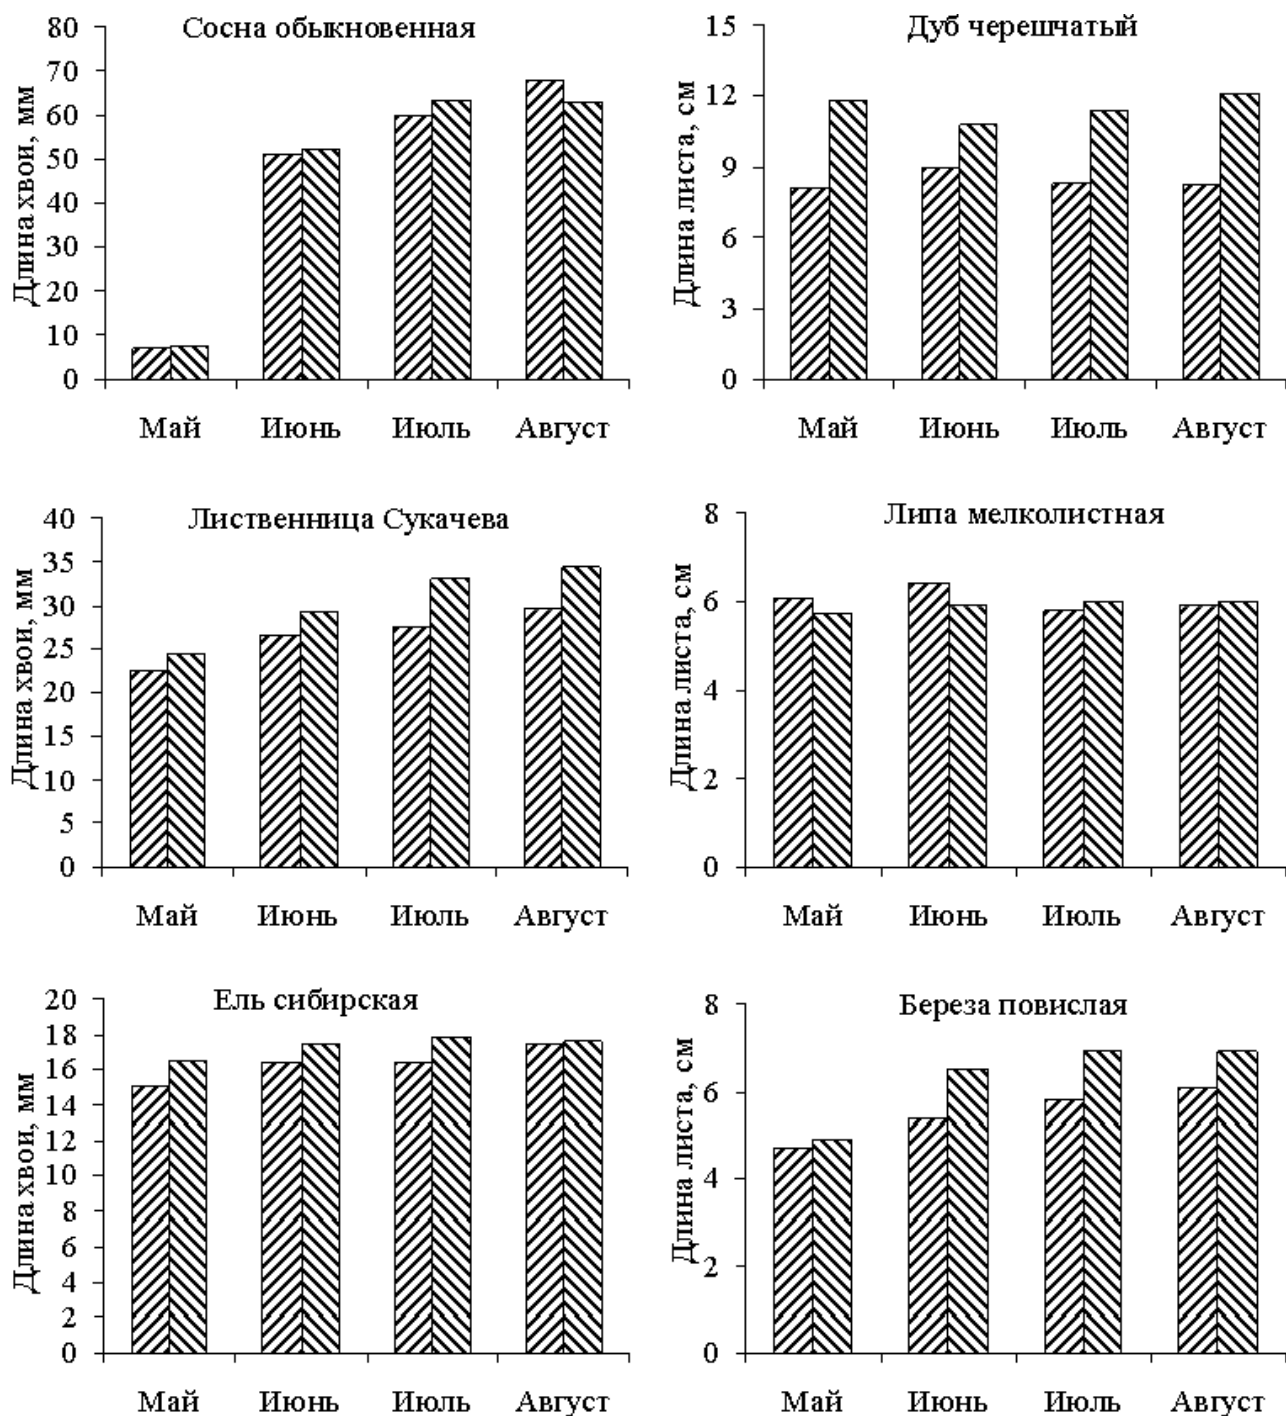 Сосна обыкновенная
Длина хвои, мм
80
70
60
50
40
30
20
10
0
Май Июнь Июль Август
Дуб черешчатый
Длина листа, см
15
12
9
6
3
0
Май Июнь Июль Август
Лиственница Сукачева
Длина хвои, мм
40
35
30
25
20
15
10
5
0
Май Июнь Июль Август
Липа мелколистная
Длина листа, см
8
6
4
2
0
Май Июнь Июль Август
Ель сибирская
Длина хвои, мм
20
18
16
14
12
10
8
6
4
2
0
Май Июнь Июль Август
Береза повислая
Длина листа, см
8
6
4
2
0
Май Июнь Июль Август